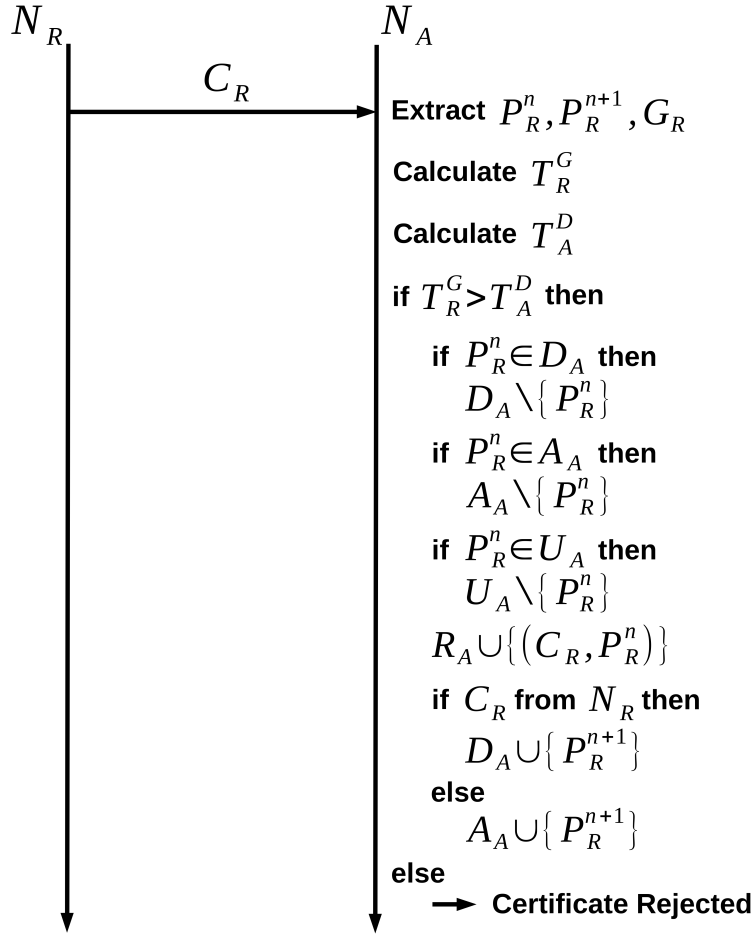 N_R N_A
C_R
Extract P_R^n, P_R^{n+1}, G_R
Calculate T_R^G
Calculate T_A^D
if T_R^G > T_A^D then
if P_R^n ∈ D_A then
D_A \ { P_R^n }
if P_R^n ∈ A_A then
A_A \ { P_R^n }
if P_R^n ∈ U_A then
U_A \ { P_R^n }
R_A ∪ {(C_R, P_R^n)}
if C_R from N_R then
D_A ∪ { P_R^{n+1} }
else
A_A ∪ { P_R^{n+1} }
else
→ Certificate Rejected